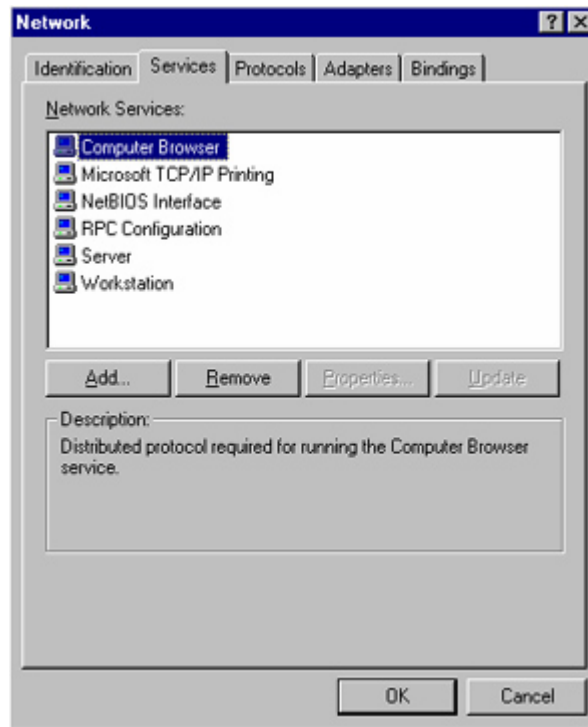 Network
Identification Services Protocols Adapters Bindings
Network Services:
Computer Browser
Microsoft TCP/IP Printing
NetBIOS Interface
RPC Configuration
Server
Workstation
Add... Remove Properties... Update
Description:
Distributed protocol required for running the Computer Browser
service.
OK Cancel